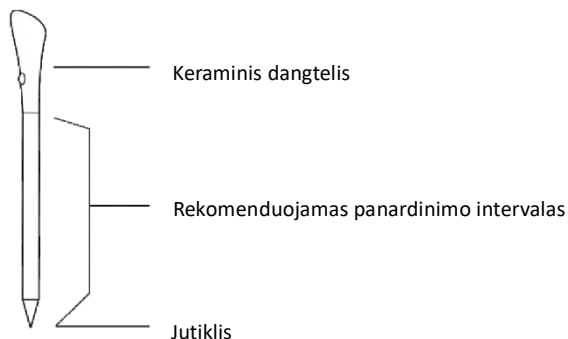 Keraminis dangtelis
Rekomenduojamas panardinimo intervalas
Jutiklis